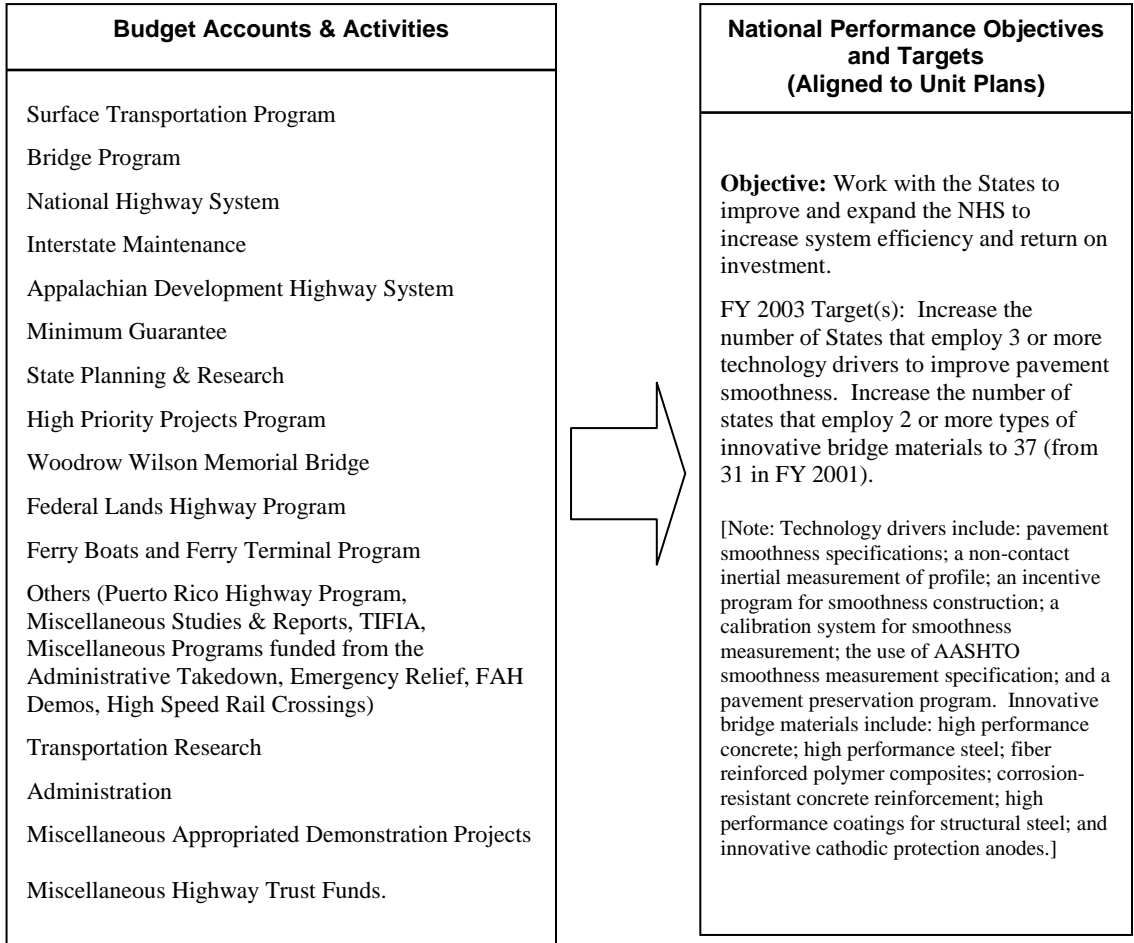 Budget Accounts & Activities
Surface Transportation Program
Bridge Program
National Highway System
Interstate Maintenance
Appalachian Development Highway System
Minimum Guarantee
State Planning & Research
High Priority Projects Program
Woodrow Wilson Memorial Bridge
Federal Lands Highway Program
Ferry Boats and Ferry Terminal Program
Others (Puerto Rico Highway Program,
Miscellaneous Studies & Reports, TIFIA,
Miscellaneous Programs funded from the
Administrative Takedown, Emergency Relief, FAH
Demos, High Speed Rail Crossings)
Transportation Research
Administration
Miscellaneous Appropriated Demonstration Projects
Miscellaneous Highway Trust Funds.
National Performance Objectives
and Targets
(Aligned to Unit Plans)
Objective: Work with the States to
improve and expand the NHS to
increase system efficiency and return on
investment.
FY 2003 Target(s): Increase the
number of States that employ 3 or more
technology drivers to improve pavement
smoothness. Increase the number of
states that employ 2 or more types of
innovative bridge materials to 37 (from
31 in FY 2001).
[Note: Technology drivers include: pavement
smoothness specifications; a non-contact
inertial measurement of profile; an incentive
program for smoothness construction; a
calibration system for smoothness
measurement; the use of AASHTO
smoothness measurement specification; and a
pavement preservation program. Innovative
bridge materials include: high performance
concrete; high performance steel; fiber
reinforced polymer composites; corrosion-
resistant concrete reinforcement; high
performance coatings for structural steel; and
innovative cathodic protection anodes.]